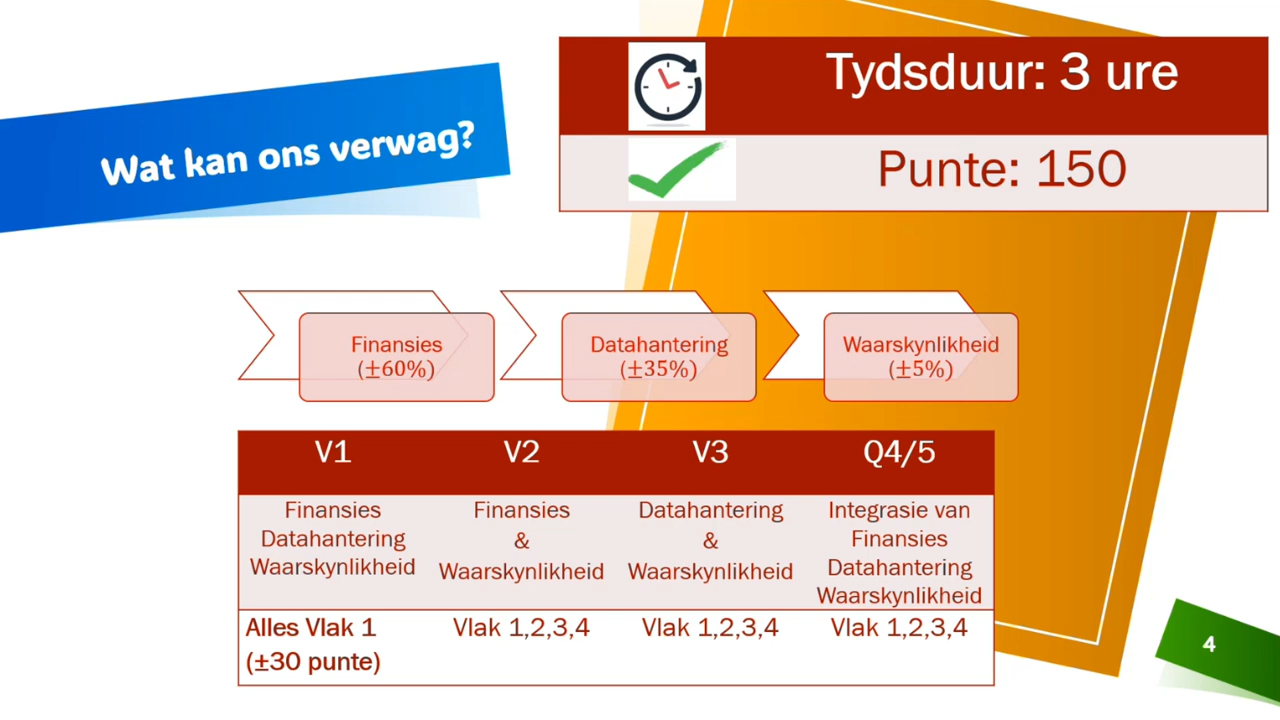 Wat kan ons verwag?
Tydsduur: 3 ure
Punte: 150
Finansies
(±60%)
Datahantering
(±35%)
Waarskynlikheid
(±5%)
V1
V2
V3
Q4/5
Finansies
Datahantering
Waarskynlikheid
Finansies
&
Waarskynlikheid
Datahantering
&
Waarskynlikheid
Integrasie van
Finansies
Datahantering
Waarskynlikheid
Alles Vlak 1
(±30 punte)
Vlak 1,2,3,4
Vlak 1,2,3,4
Vlak 1,2,3,4
4